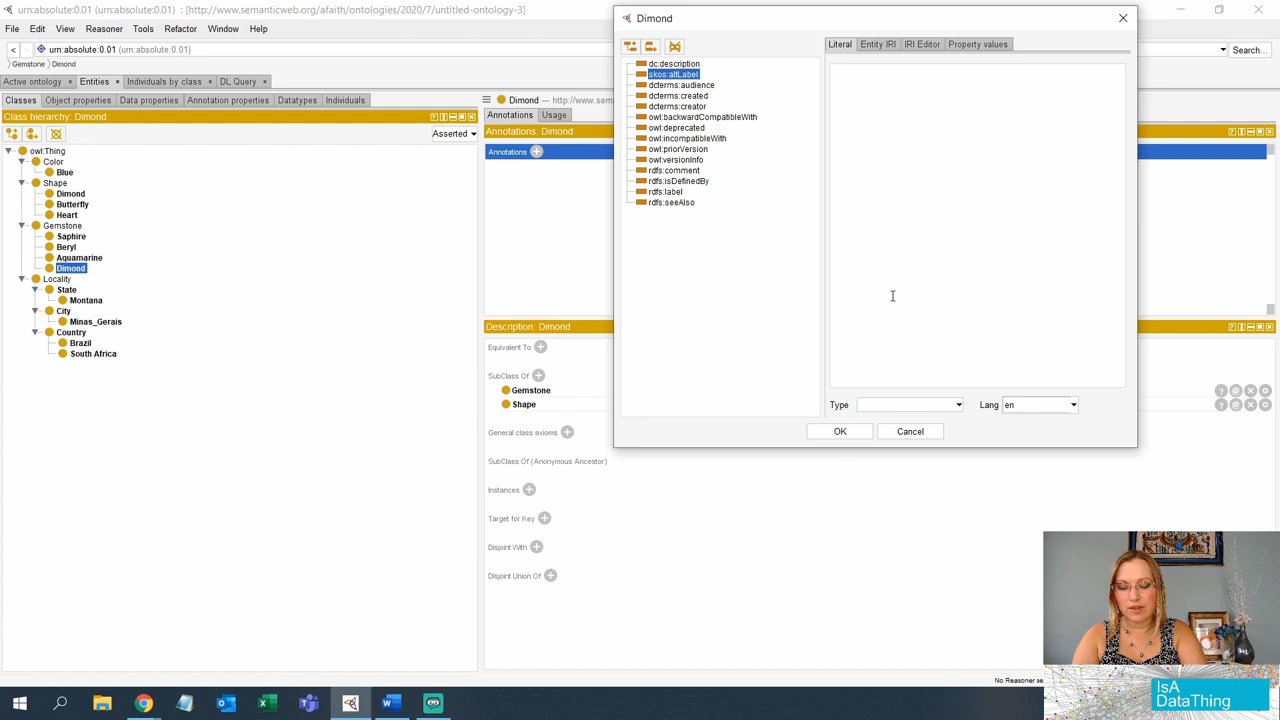 urn:absolute:0.01 (urn:absolute:0.01) : [http://www.semanticweb.org/afaith/ontologies/2020/7/untitled-ontology-3]
File Edit View Reasoner Tools Refactor Window Help
< urn:absolute:0.01 (urn:absolute:0.01) Search...
Gemstone Dimond
Active ontology × Entities × Individuals by class × DL Query ×
Classes Object properties Data properties Annotation properties Datatypes Individuals
Class hierarchy: Dimond
Asserted
owl:Thing
Color
Blue
Shape
Dimond
Butterfly
Heart
Gemstone
Saphire
Beryl
Aquamarine
Dimond
Locality
State
Montana
City
Minas_Gerais
Country
Brazil
South Africa
Dimond — http://www.sem
Annotations Usage
Annotations: Dimond
Annotations
Description: Dimond
Equivalent To
SubClass Of
Gemstone
Shape
General class axioms
SubClass Of (Anonymous Ancestor)
Instances
Target for Key
Disjoint With
Disjoint Union Of
Dimond
dc:description
skos:altLabel
dcterms:audience
dcterms:created
dcterms:creator
owl:backwardCompatibleWith
owl:deprecated
owl:incompatibleWith
owl:priorVersion
owl:versionInfo
rdfs:comment
rdfs:isDefinedBy
rdfs:label
rdfs:seeAlso
Literal Entity IRI IRI Editor Property values
Type Lang en
OK Cancel
No Reasoner se
IsA
DataThing